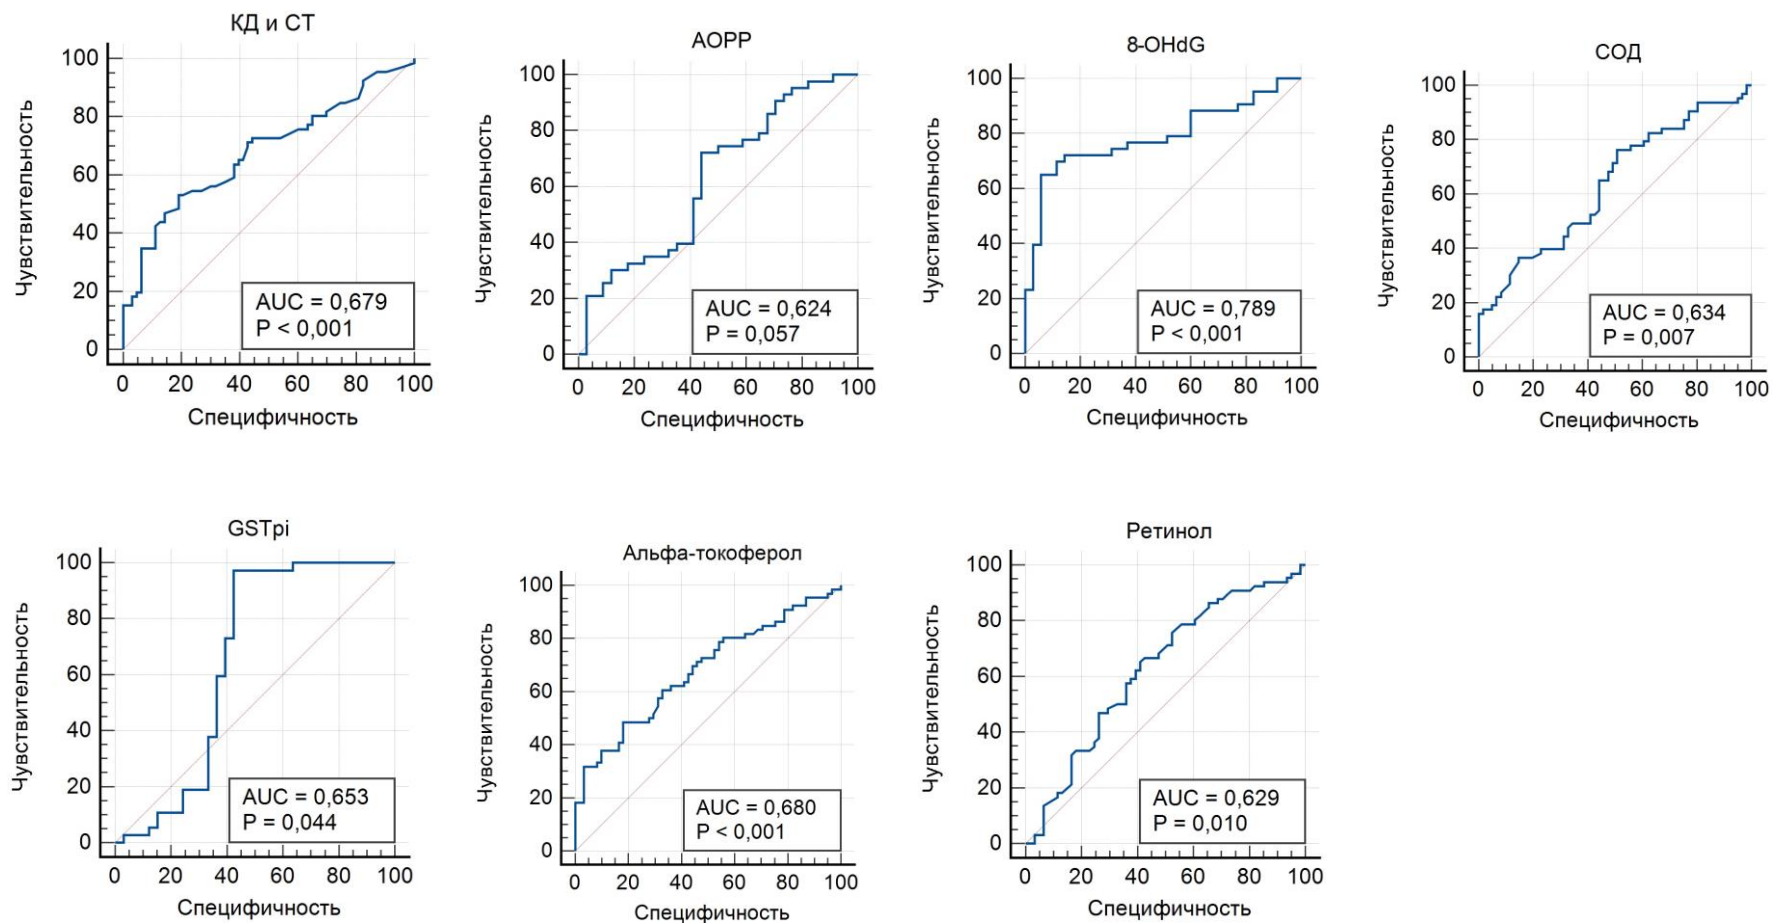 КД и СТ
Чувствительность
100
80
60
40
20
0
AUC = 0,679
P < 0,001
0 20 40 60 80 100
Специфичность
AOPP
Чувствительность
100
80
60
40
20
0
AUC = 0,624
P = 0,057
0 20 40 60 80 100
Специфичность
8-OHdG
Чувствительность
100
80
60
40
20
0
AUC = 0,789
P < 0,001
0 20 40 60 80 100
Специфичность
СОД
Чувствительность
100
80
60
40
20
0
AUC = 0,634
P = 0,007
0 20 40 60 80 100
Специфичность
GSTpi
Чувствительность
100
80
60
40
20
0
AUC = 0,653
P = 0,044
0 20 40 60 80 100
Специфичность
Альфа-токоферол
Чувствительность
100
80
60
40
20
0
AUC = 0,680
P < 0,001
0 20 40 60 80 100
Специфичность
Ретинол
Чувствительность
100
80
60
40
20
0
AUC = 0,629
P = 0,010
0 20 40 60 80 100
Специфичность